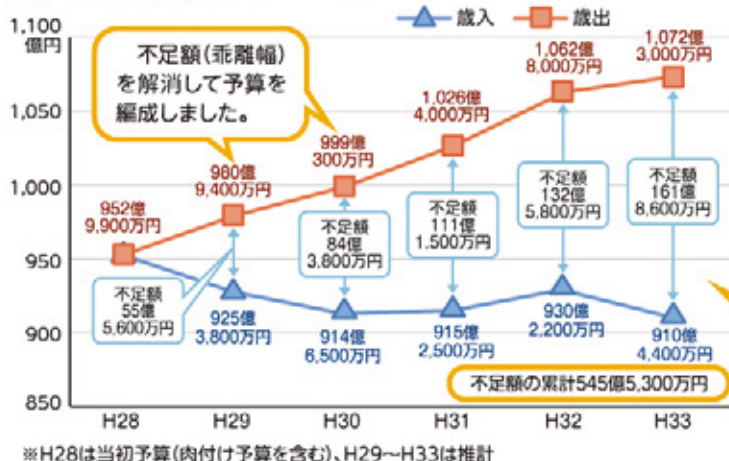 1,100
億円
歳入
歳出
不足額(乖離幅)
を解消して予算を
編成しました。
1,050
1,000
950
900
850
952億
9,900万円
980億
9,400万円
999億
300万円
1,026億
4,000万円
1,062億
8,000万円
1,072億
3,000万円
不足額
55億
5,600万円
不足額
84億
3,800万円
不足額
111億
1,500万円
不足額
132億
5,800万円
不足額
161億
8,600万円
925億
3,800万円
914億
6,500万円
915億
2,500万円
930億
2,200万円
910億
4,400万円
不足額の累計545億5,300万円
H28
H29
H30
H31
H32
H33
※H28は当初予算(肉付け予算を含む)、H29〜H33は推計